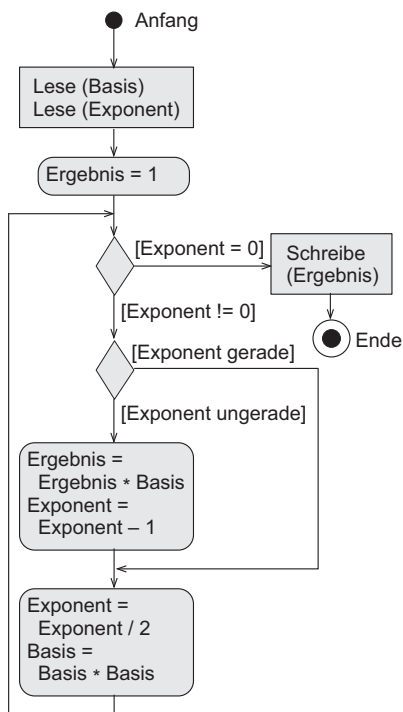 Anfang
Lese (Basis)
Lese (Exponent)
Ergebnis = 1
[Exponent = 0]
Schreibe
(Ergebnis)
[Exponent != 0]
Ende
[Exponent gerade]
[Exponent ungerade]
Ergebnis =
Ergebnis * Basis
Exponent =
Exponent – 1
Exponent =
Exponent / 2
Basis =
Basis * Basis